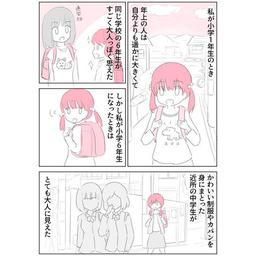 私が小学1年生のとき
年上の人は
自分よりも遥かに大きくて
同じ学校の6年生が
すごく大人っぽく思えた
しかし私が小学6年生
になったときは
かわいい制服やカバンを
身にまとった
近所の中学生が
とても大人に見えた